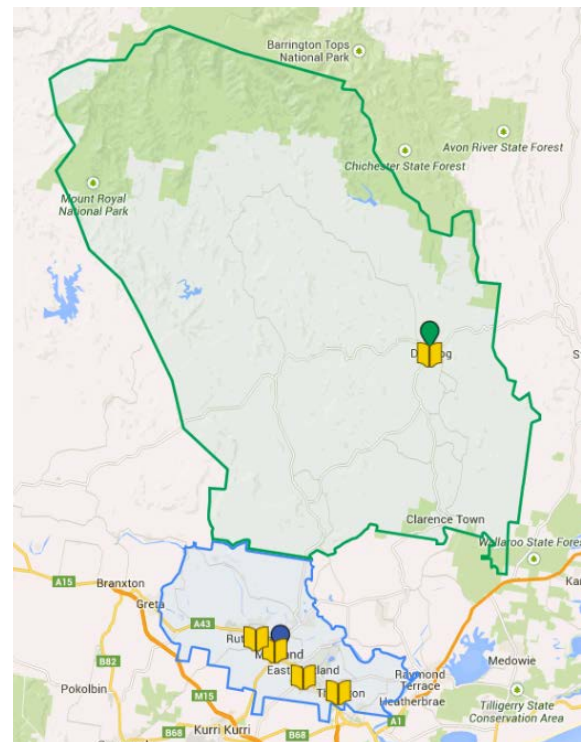 Barrington Tops
National Park
Avon River State Forest
Chichester State Forest
Mount Royal
National Park
S
Clarence Town
Wallaroo State Fore
A15
Branxton
Kar
Greta
A43
Medowie
Raymond
Terrace
B82
Heatherbrae
Pokolbin
M15
Tilligerry State
Conservation Area
A1
Kurri Kurri
B68
B68